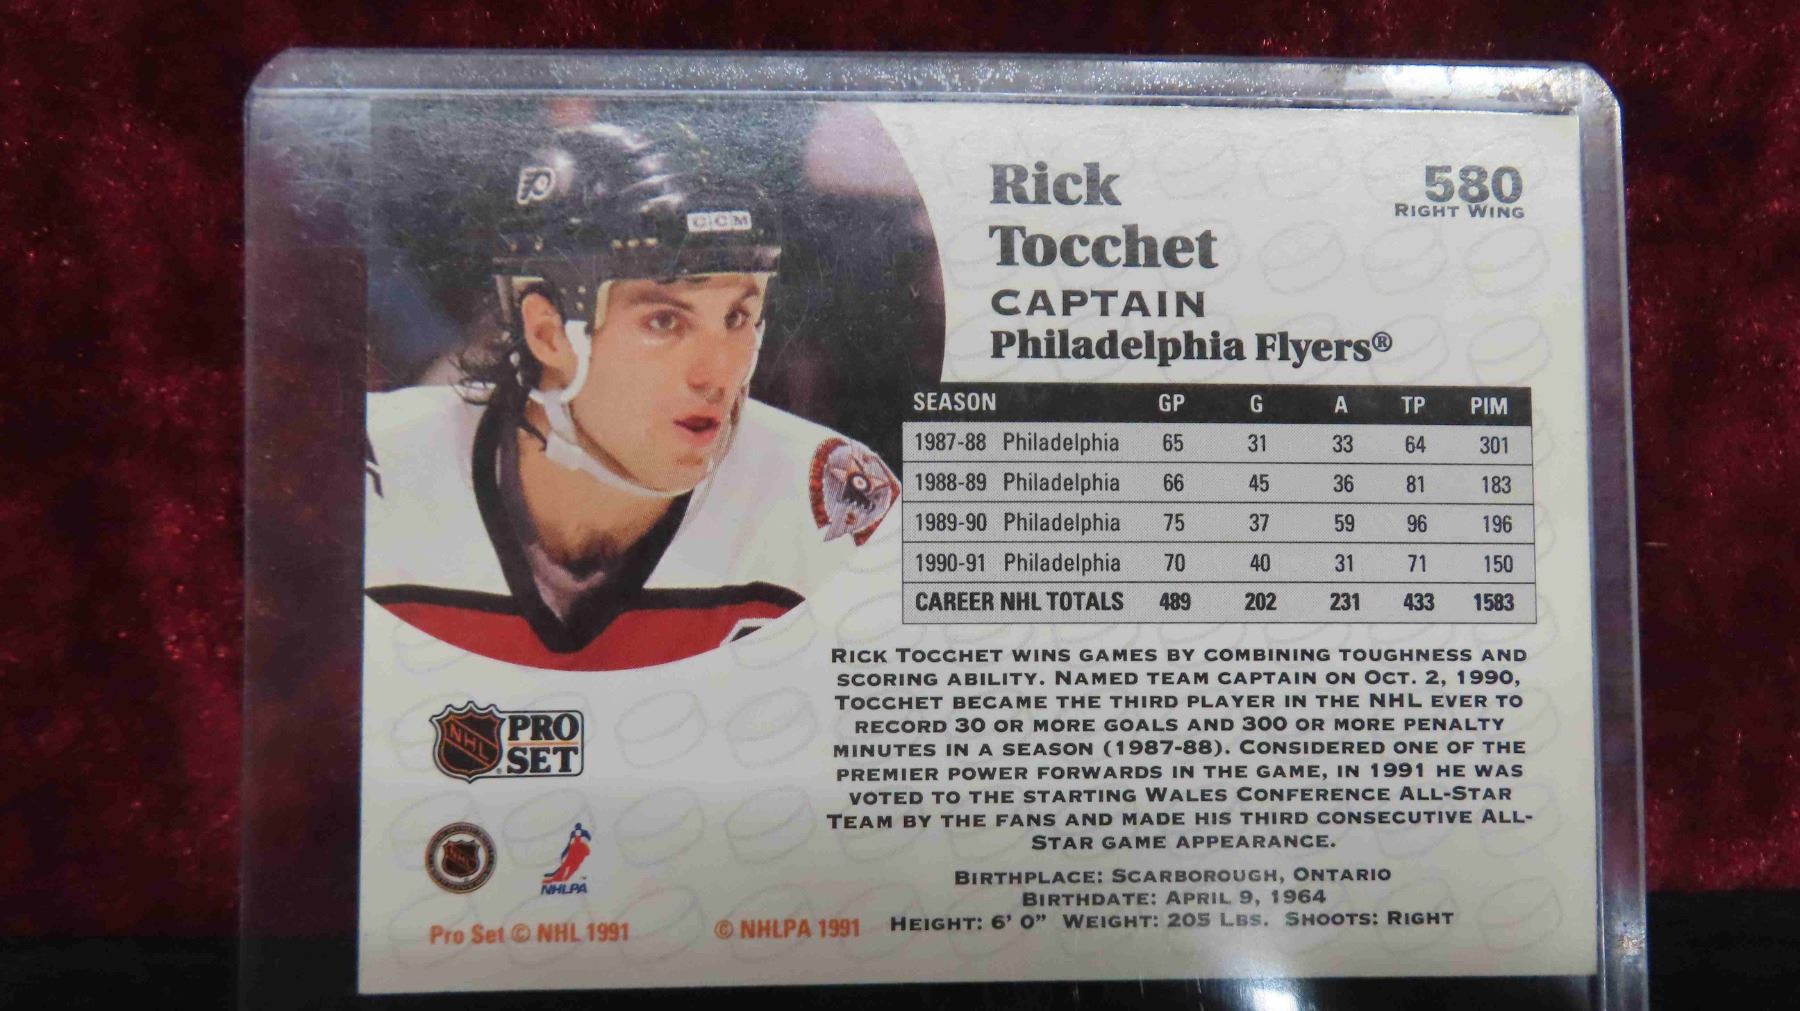 CCM
Rick
Tocchet
CAPTAIN
Philadelphia Flyers®
580
RIGHT WING
SEASON GP G A TP PIM
1987-88 Philadelphia 65 31 33 64 301
1988-89 Philadelphia 66 45 36 81 183
1989-90 Philadelphia 75 37 59 96 196
1990-91 Philadelphia 70 40 31 71 150
CAREER NHL TOTALS 489 202 231 433 1583
RICK TOCCHET WINS GAMES BY COMBINING TOUGHNESS AND
SCORING ABILITY. NAMED TEAM CAPTAIN ON OCT. 2, 1990,
TOCCHET BECAME THE THIRD PLAYER IN THE NHL EVER TO
RECORD 30 OR MORE GOALS AND 300 OR MORE PENALTY
MINUTES IN A SEASON (1987-88). CONSIDERED ONE OF THE
PREMIER POWER FORWARDS IN THE GAME, IN 1991 HE WAS
VOTED TO THE STARTING WALES CONFERENCE ALL-STAR
TEAM BY THE FANS AND MADE HIS THIRD CONSECUTIVE ALL-
STAR GAME APPEARANCE.
BIRTHPLACE: SCARBOROUGH, ONTARIO
BIRTHDATE: APRIL 9, 1964
HEIGHT: 6' 0" WEIGHT: 205 LBS. SHOOTS: RIGHT
NHL
PRO
SET
NHL
NHLPA
Pro Set © NHL 1991
© NHLPA 1991